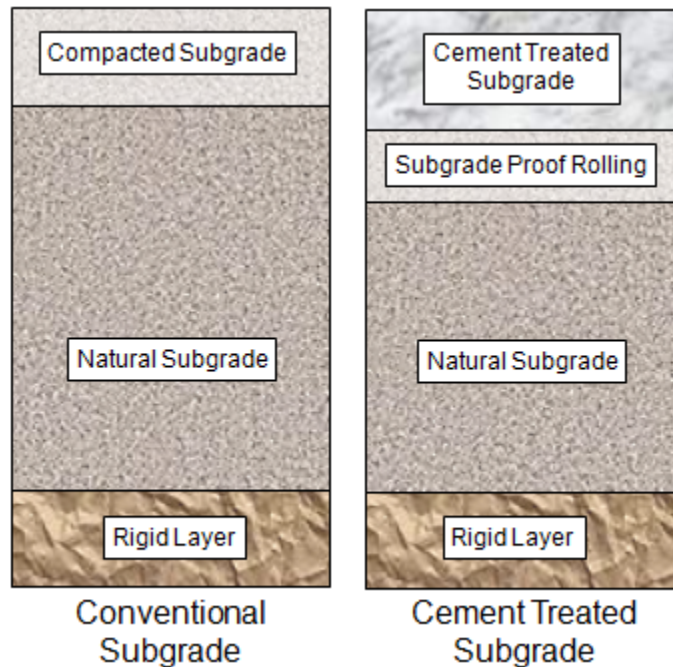 Compacted Subgrade
Natural Subgrade
Rigid Layer
Conventional
Subgrade
Cement Treated
Subgrade
Subgrade Proof Rolling
Natural Subgrade
Rigid Layer
Cement Treated
Subgrade